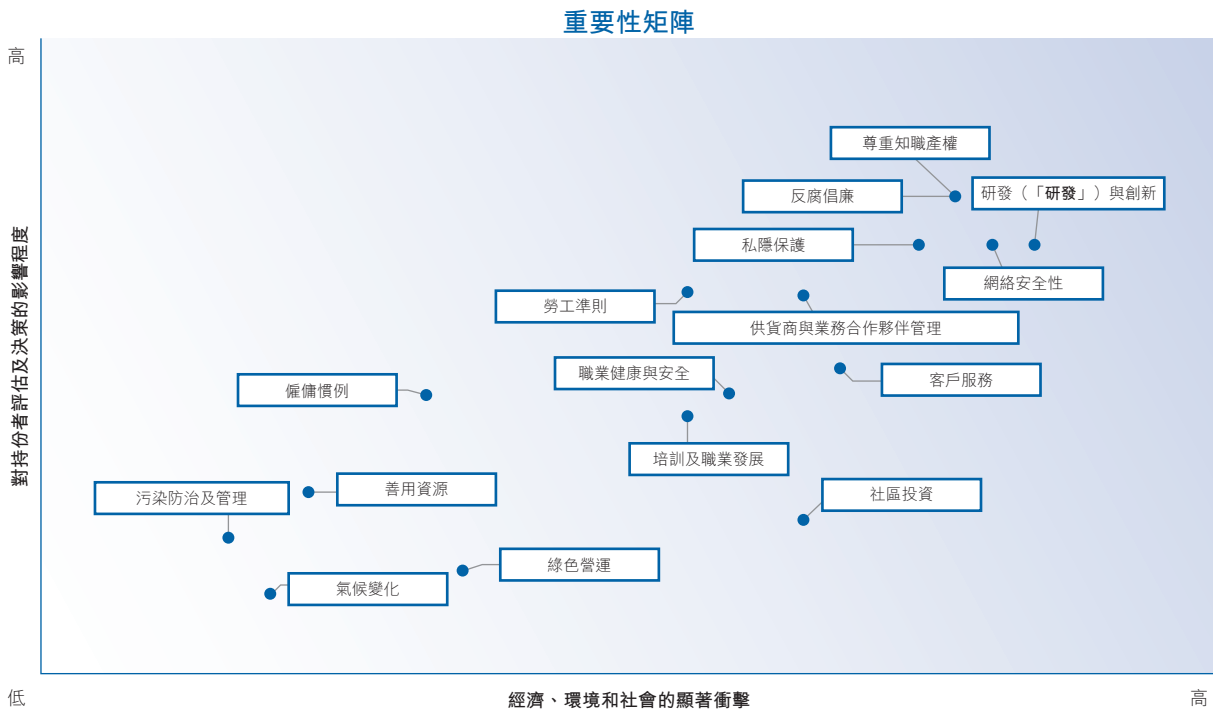 重要性矩陣
高
尊重知職產權
反腐倡廉
研發（「研發」）與創新
私隱保護
網絡安全性
勞工準則
供貨商與業務合作夥伴管理
職業健康與安全
客戶服務
僱傭慣例
培訓及職業發展
善用資源
污染防治及管理
社區投資
綠色營運
氣候變化
對持份者評估及決策的影響程度
低
經濟、環境和社會的顯著衝擊
高